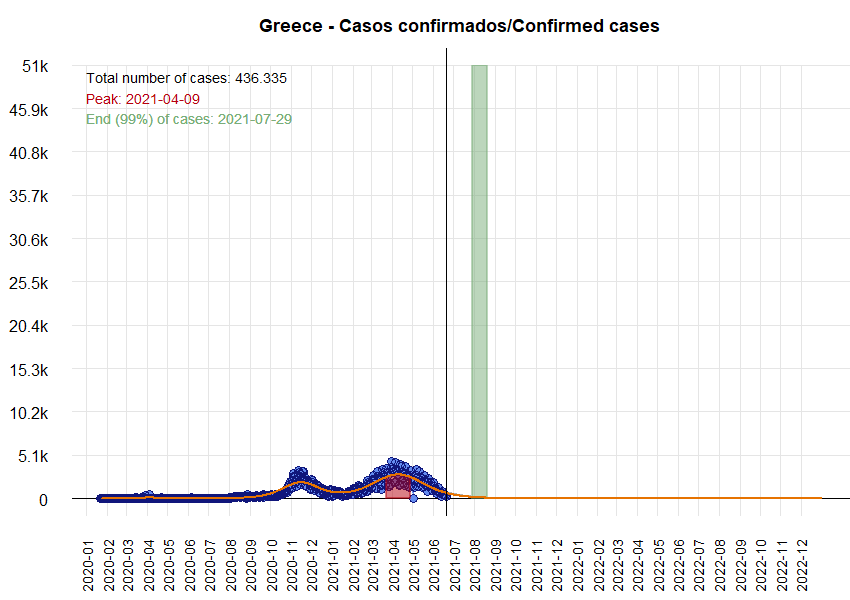 Greece - Casos confirmados/Confirmed cases
51k
45.9k
40.8k
35.7k
30.6k
25.5k
20.4k
15.3k
10.2k
5.1k
0
Total number of cases: 436.335
Peak: 2021-04-09
End (99%) of cases: 2021-07-29
2020-01
2020-02
2020-03
2020-04
2020-05
2020-06
2020-07
2020-08
2020-09
2020-10
2020-11
2020-12
2021-01
2021-02
2021-03
2021-04
2021-05
2021-06
2021-07
2021-08
2021-09
2021-10
2021-11
2021-12
2022-01
2022-02
2022-03
2022-04
2022-05
2022-06
2022-07
2022-08
2022-09
2022-10
2022-11
2022-12